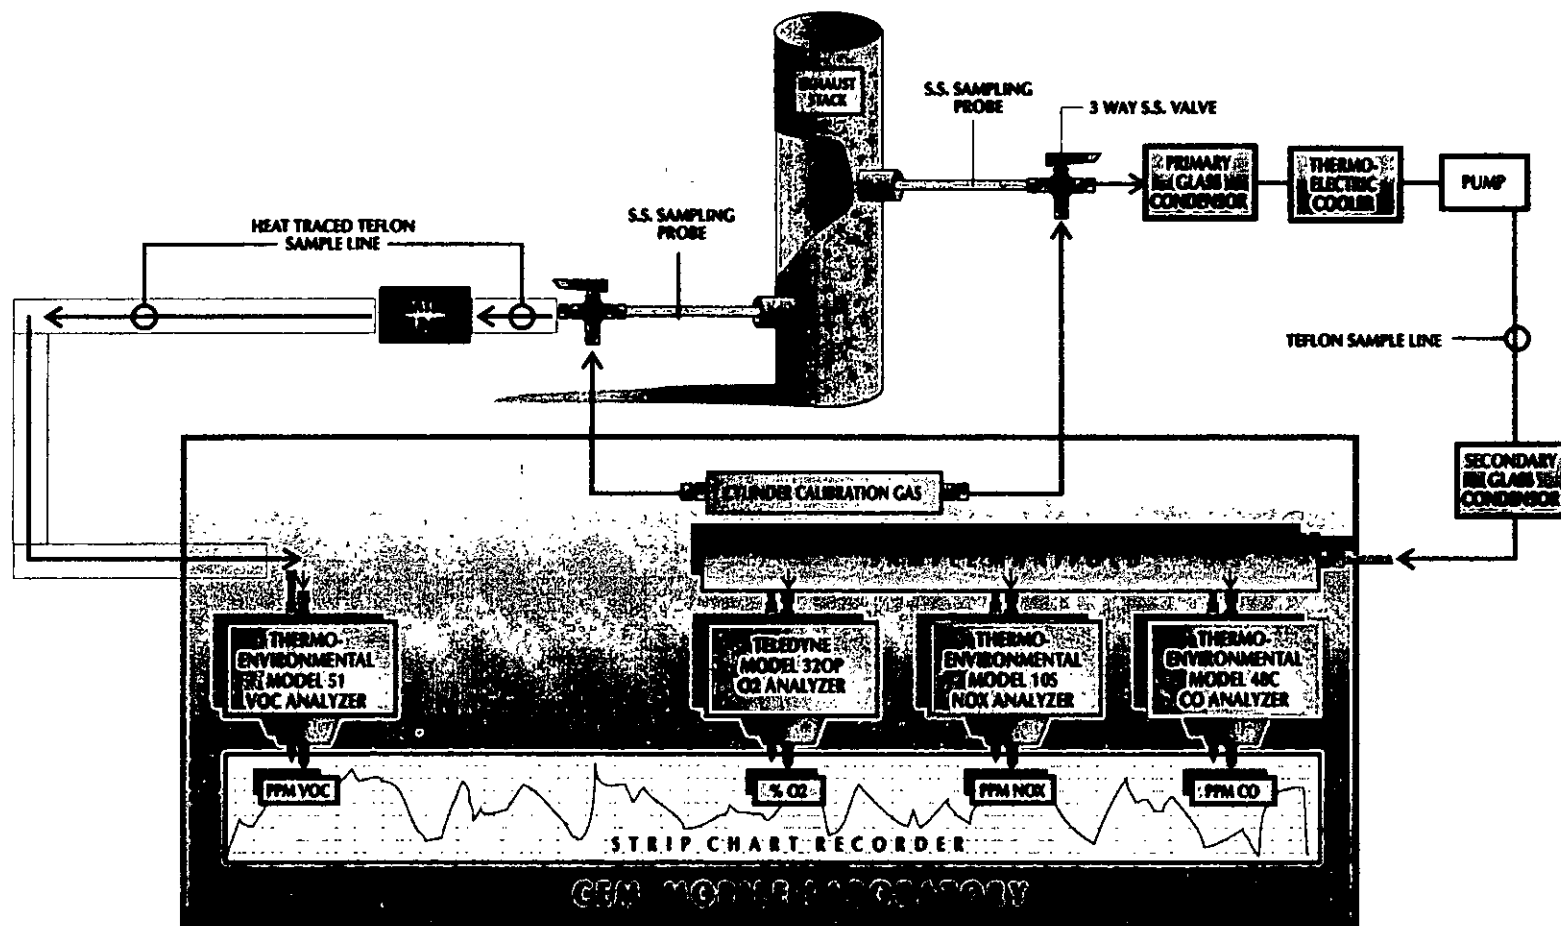 EXHAUST
STACK
S.S. SAMPLING
PROBE
3 WAY S.S. VALVE
PRIMARY
GLASS
CONDENSOR
THERMO-
ELECTRIC
COOLER
PUMP
HEAT TRACED TEFLON
SAMPLE LINE
S.S. SAMPLING
PROBE
TEFLON SAMPLE LINE
SECONDARY
GLASS
CONDENSOR
CYLINDER CALIBRATION GAS
THERMO-
ENVIRONMENTAL
MODEL 51
VOC ANALYZER
TELEDYNE
MODEL 320P
O2 ANALYZER
THERMO-
ENVIRONMENTAL
MODEL 10S
NOX ANALYZER
THERMO-
ENVIRONMENTAL
MODEL 48C
CO ANALYZER
PPM VOC
% O2
PPM NOX
PPM CO
STRIP CHART RECORDER
CEM MOBILE LABORATORY